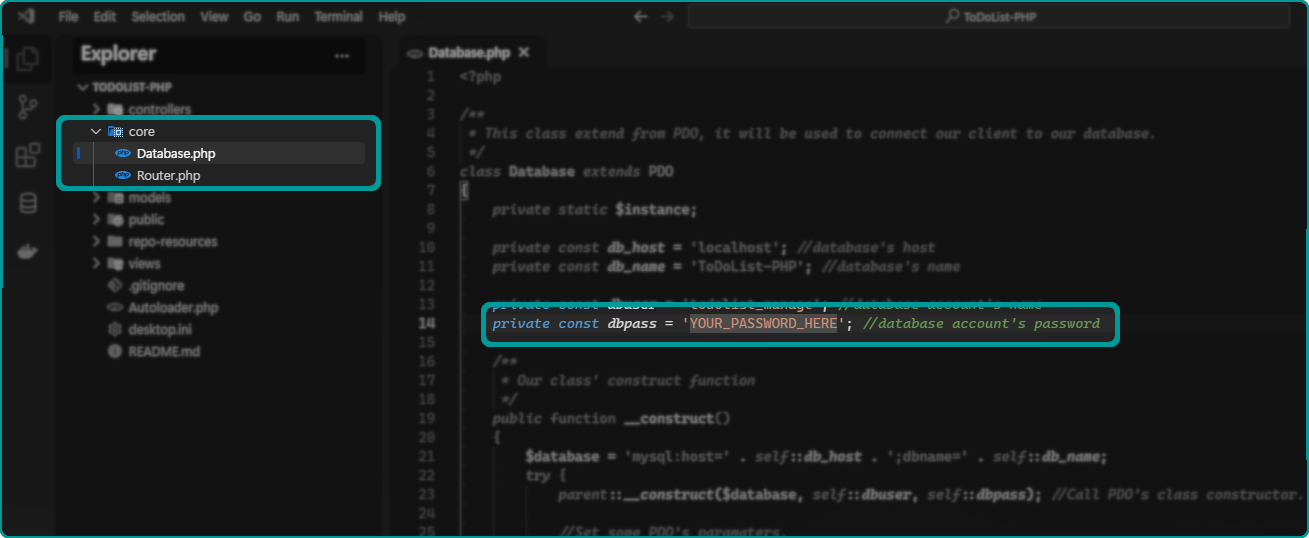 File Edit Selection View Go Run Terminal Help
ToDoList-PHP
Explorer
Database.php
TODOLIST-PHP
controllers
core
Database.php
Router.php
models
public
repo-resources
views
.gitignore
Autoloader.php
desktop.ini
README.md
1 <?php
2
3 /**
4 * This class extend from PDO, it will be used to connect our client to our database.
5 */
6 class Database extends PDO
7 {
8 private static $instance;
9
10 private const db_host = 'localhost'; //database's host
11 private const db_name = 'ToDoList-PHP'; //database's name
12
13 private const dbuser = 'todolist_manage'; //database account's name
14 private const dbpass = 'YOUR_PASSWORD_HERE'; //database account's password
15
16 /**
17 * Our class' construct function
18 */
19 public function __construct()
20 {
21 $database = 'mysql:host=' . self::db_host . ';dbname=' . self::db_name;
22 try {
23 parent::__construct($database, self::dbuser, self::dbpass); //Call PDO's class constructor.
24
25 //Set some PDO's paramaters.